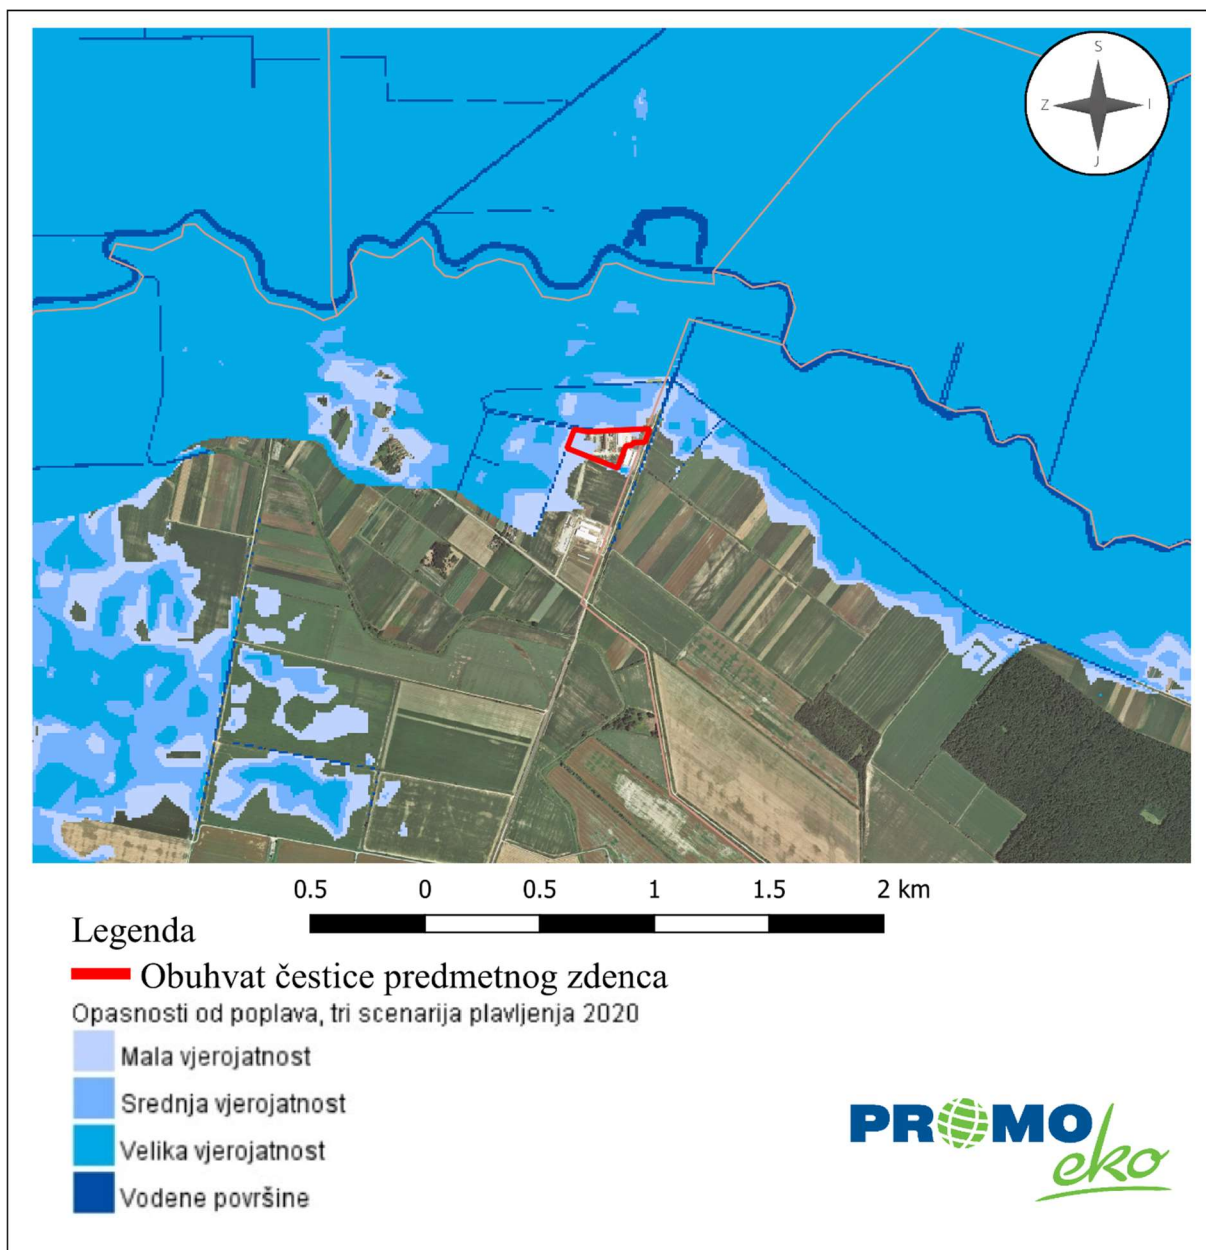 S
Z I
J
0.5 0 0.5 1 1.5 2 km
Legenda
Obuhvat čestice predmetnog zdenca
Opasnosti od poplava, tri scenarija plavljenja 2020
Mala vjerojatnost
Srednja vjerojatnost
Velika vjerojatnost
Vodene površine
PROMO
eko